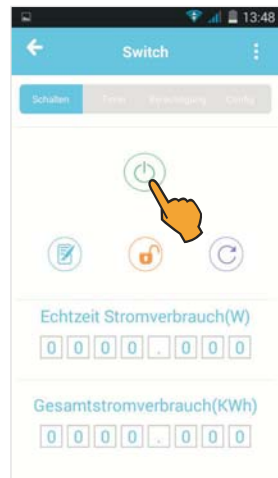 13:48
Switch
Schalten Timer Config
Echtzeit Stromverbrauch(W)
0 0 0 0 . 0 0 0
Gesamtstromverbrauch(KWh)
0 0 0 0 . 0 0 0